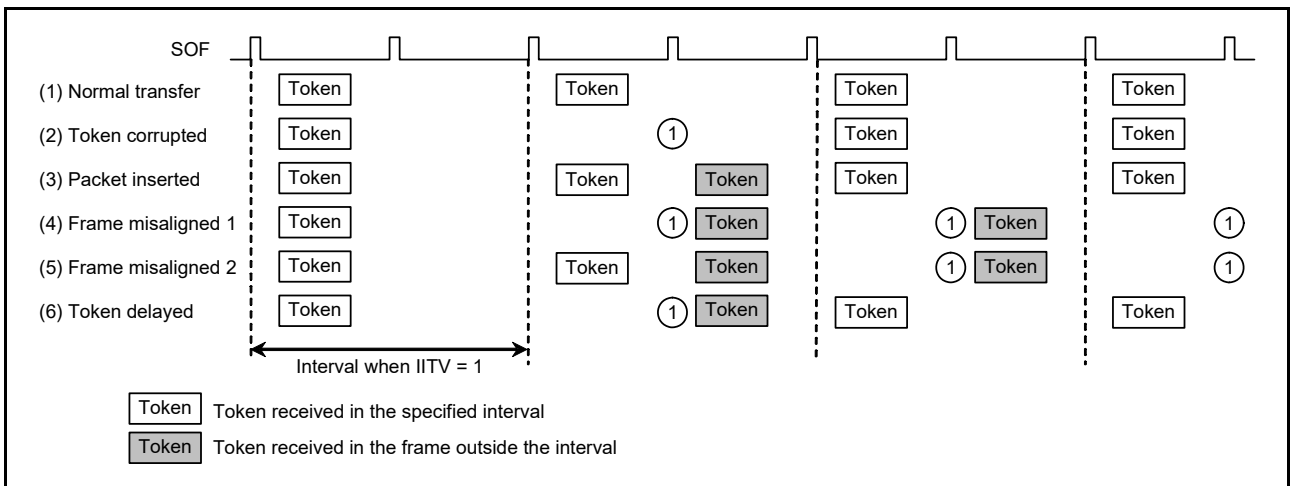 SOF
(1) Normal transfer Token Token Token Token
(2) Token corrupted Token 1 Token Token
(3) Packet inserted Token Token Token Token Token
(4) Frame misaligned 1 Token 1 Token 1 Token 1
(5) Frame misaligned 2 Token Token Token 1 Token 1
(6) Token delayed Token 1 Token Token Token
Interval when IITV = 1
Token Token received in the specified interval
Token Token received in the frame outside the interval